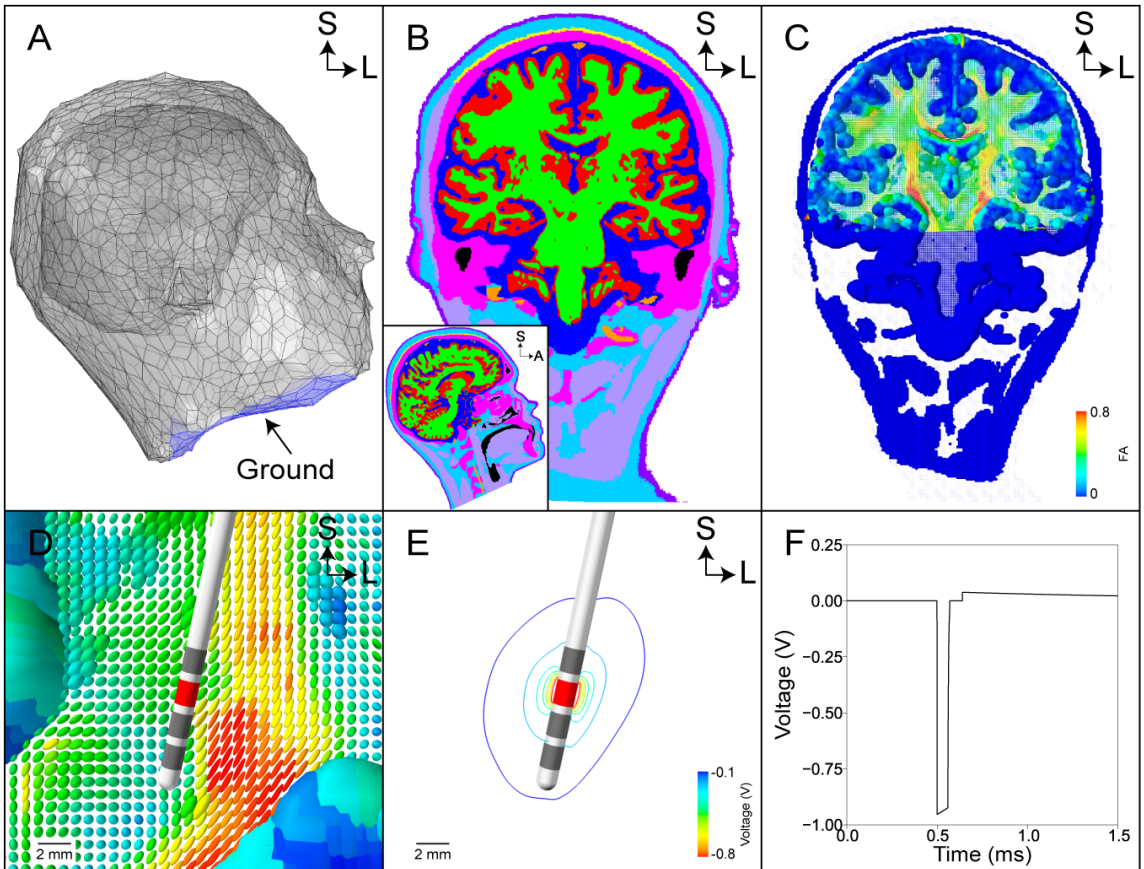 A
S
L
Ground
B
S
L
S
A
C
S
L
0.8
FA
0
D
S
L
2 mm
E
S
L
-0.1
Voltage (V)
-0.8
2 mm
F
0.25
0.00
−0.25
−0.50
−0.75
−1.00
Voltage (V)
0.0 0.5 1.0 1.5
Time (ms)